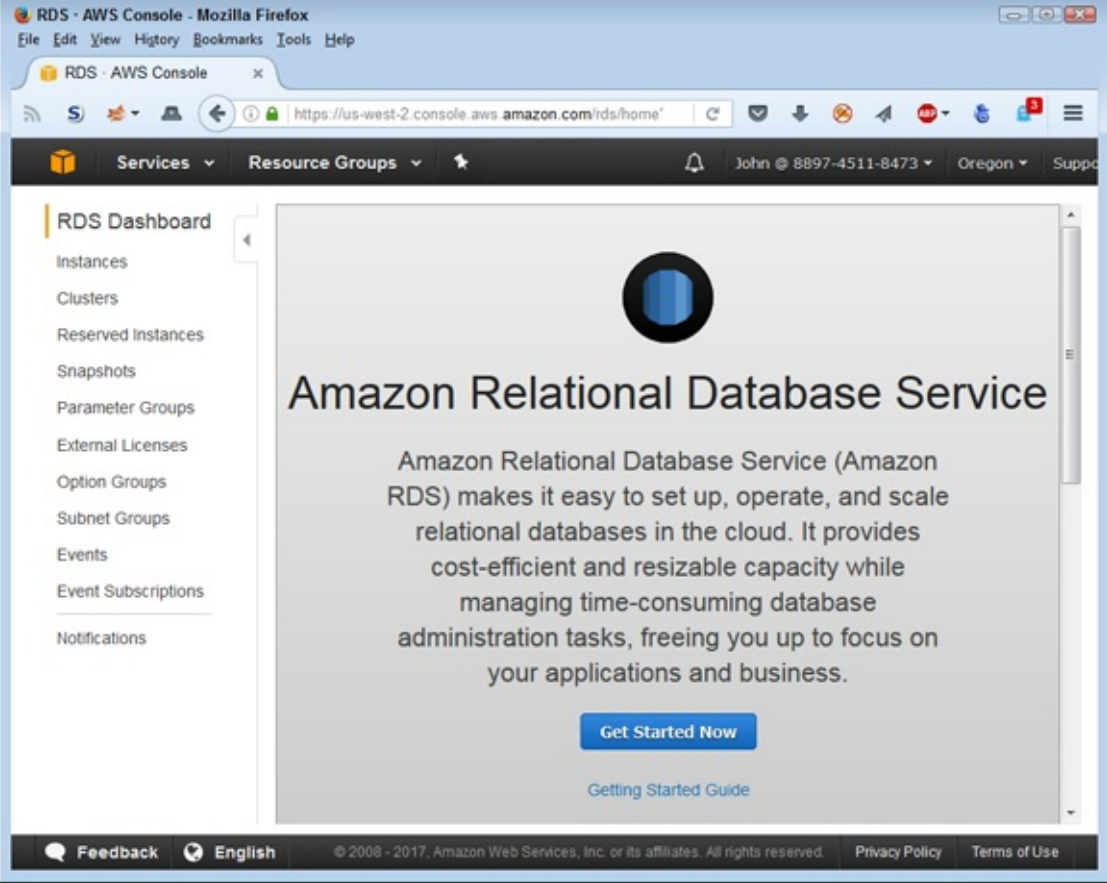 RDS · AWS Console - Mozilla Firefox
File Edit View History Bookmarks Tools Help
RDS · AWS Console ×
https://us-west-2.console.aws.amazon.com/rds/home
ABP
3
Services Resource Groups John @ 8897-4511-8473 Oregon Suppo
RDS Dashboard
Instances
Clusters
Reserved Instances
Snapshots
Parameter Groups
External Licenses
Option Groups
Subnet Groups
Events
Event Subscriptions
Notifications
Amazon Relational Database Service
Amazon Relational Database Service (Amazon
RDS) makes it easy to set up, operate, and scale
relational databases in the cloud. It provides
cost-efficient and resizable capacity while
managing time-consuming database
administration tasks, freeing you up to focus on
your applications and business.
Get Started Now
Getting Started Guide
Feedback English © 2008 - 2017, Amazon Web Services, Inc. or its affiliates. All rights reserved. Privacy Policy Terms of Use